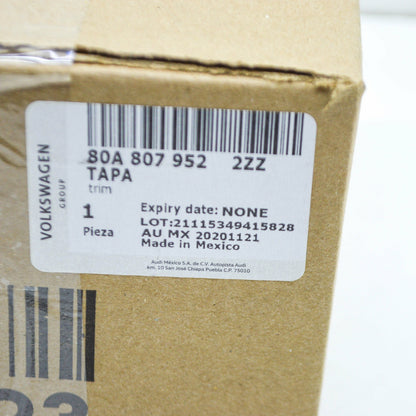 VOLKSWAGEN
GROUP
80A 807 952 2ZZ
TAPA
trim
1
Pieza
Expiry date: NONE
LOT:21115349415828
AU MX 20201121
Made in Mexico
Audi México S.A. de C.V. Autopista Audi
km. 10 San José Chiapa Puebla C.P. 75010